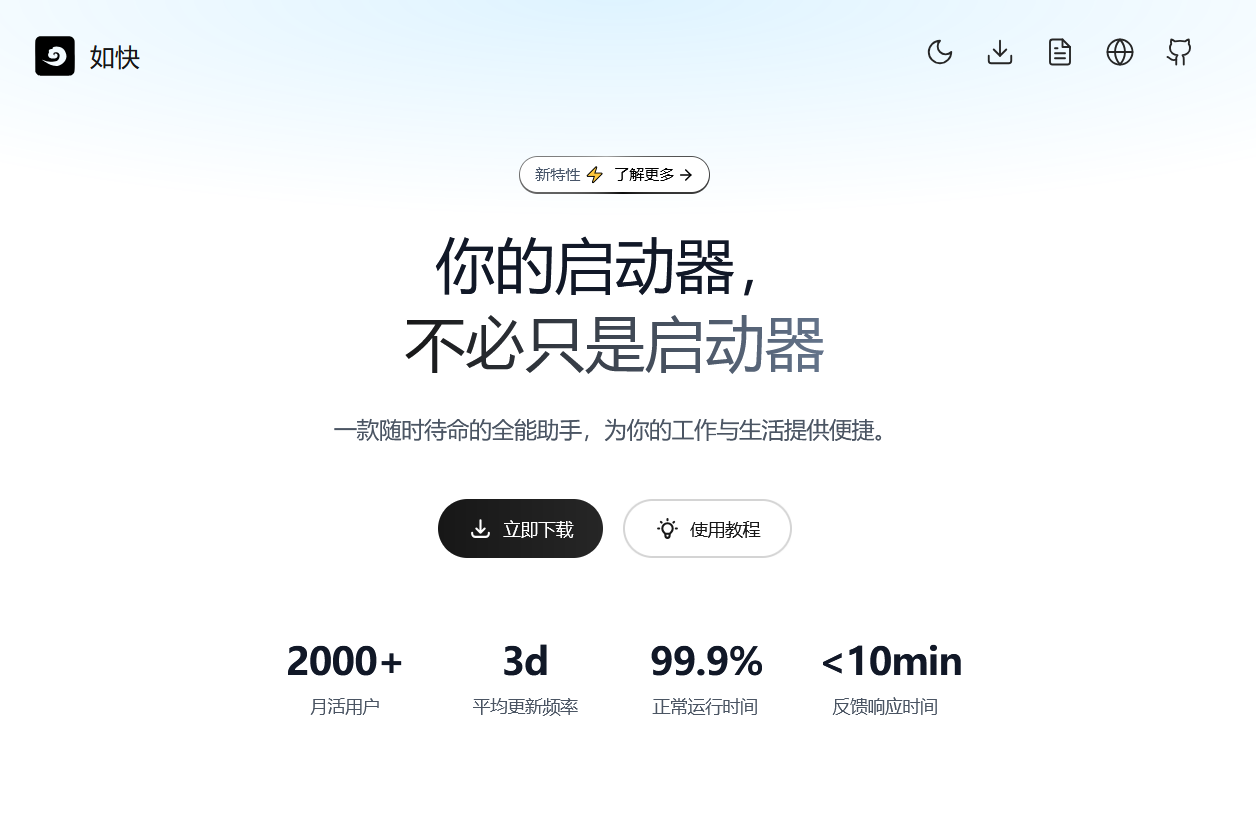 如快
新特性⚡ 了解更多→
你的启动器，
不必只是启动器
一款随时待命的全能助手，为你的工作与生活提供便捷。
立即下载 使用教程
2000+ 3d 99.9% <10min
月活用户 平均更新频率 正常运行时间 反馈响应时间